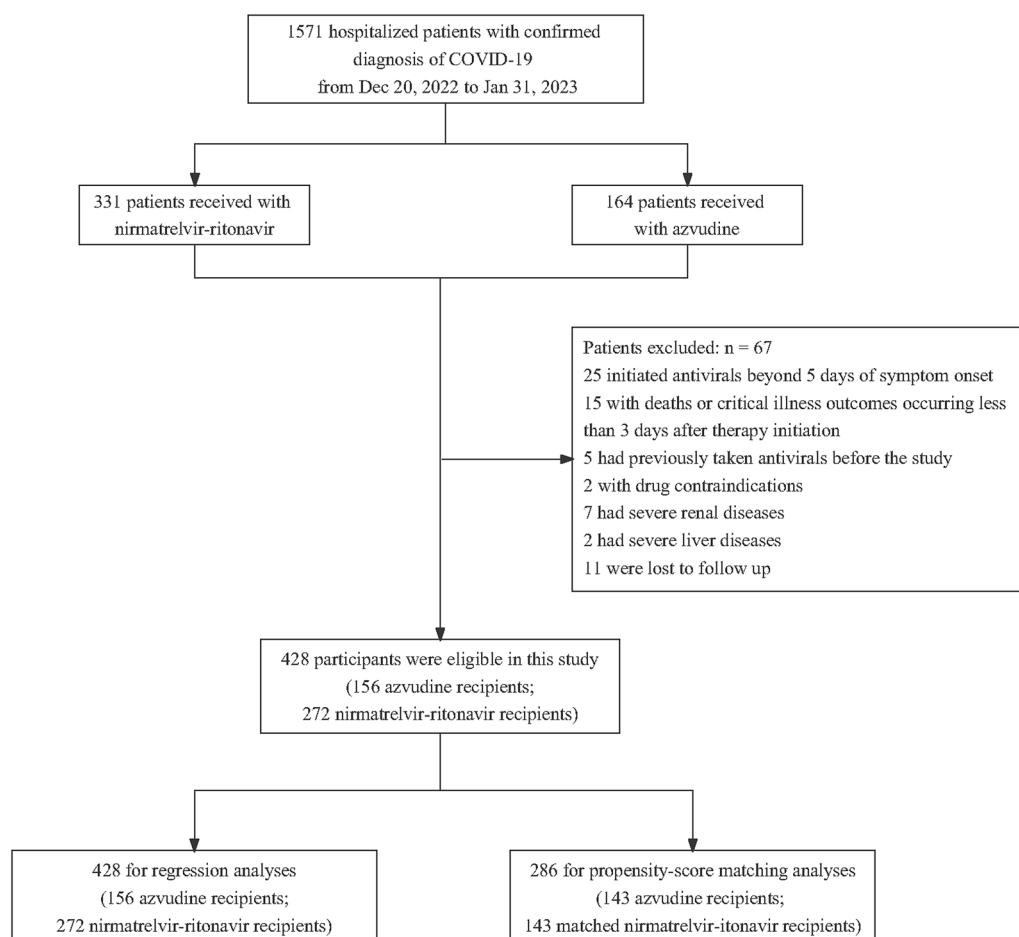 1571 hospitalized patients with confirmed
diagnosis of COVID-19
from Dec 20, 2022 to Jan 31, 2023
331 patients received with
nirmatrelvir-ritonavir
164 patients received
with azvudine
Patients excluded: n = 67
25 initiated antivirals beyond 5 days of symptom onset
15 with deaths or critical illness outcomes occurring less
than 3 days after therapy initiation
5 had previously taken antivirals before the study
2 with drug contraindications
7 had severe renal diseases
2 had severe liver diseases
11 were lost to follow up
428 participants were eligible in this study
(156 azvudine recipients;
272 nirmatrelvir-ritonavir recipients)
428 for regression analyses
(156 azvudine recipients;
272 nirmatrelvir-ritonavir recipients)
286 for propensity-score matching analyses
(143 azvudine recipients;
143 matched nirmatrelvir-itonavir recipients)